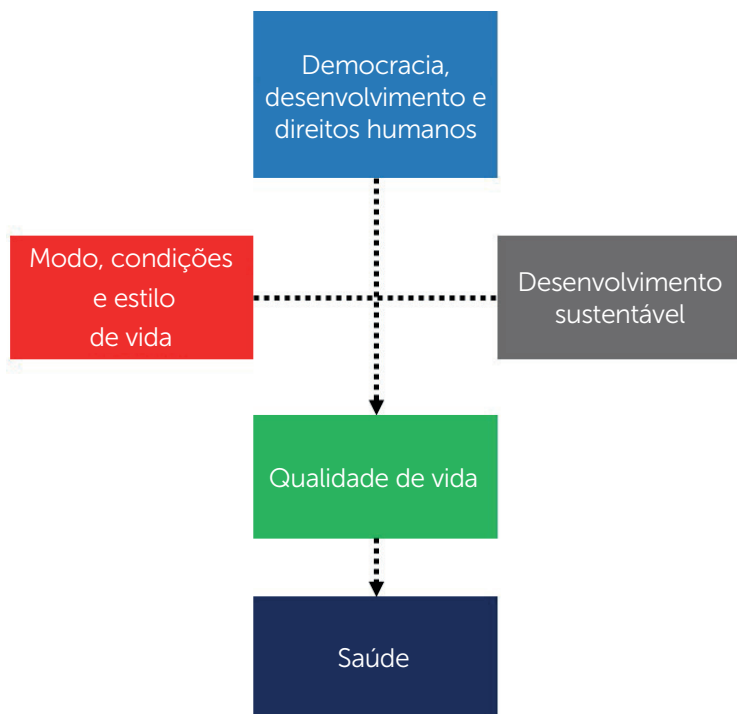 Democracia,
desenvolvimento e
direitos humanos
Modo, condições
e estilo
de vida
Desenvolvimento
sustentável
Qualidade de vida
Saúde